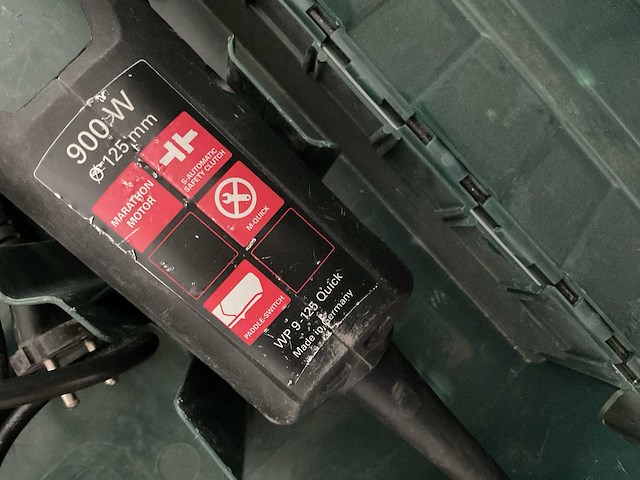 900 W
⌀-125 mm
MARATHON
MOTOR
S-AUTOMATIC
SAFETY CLUTCH
M-QUICK
PADDLE-SWITCH
WP 9-125 Quick
Made in Germany